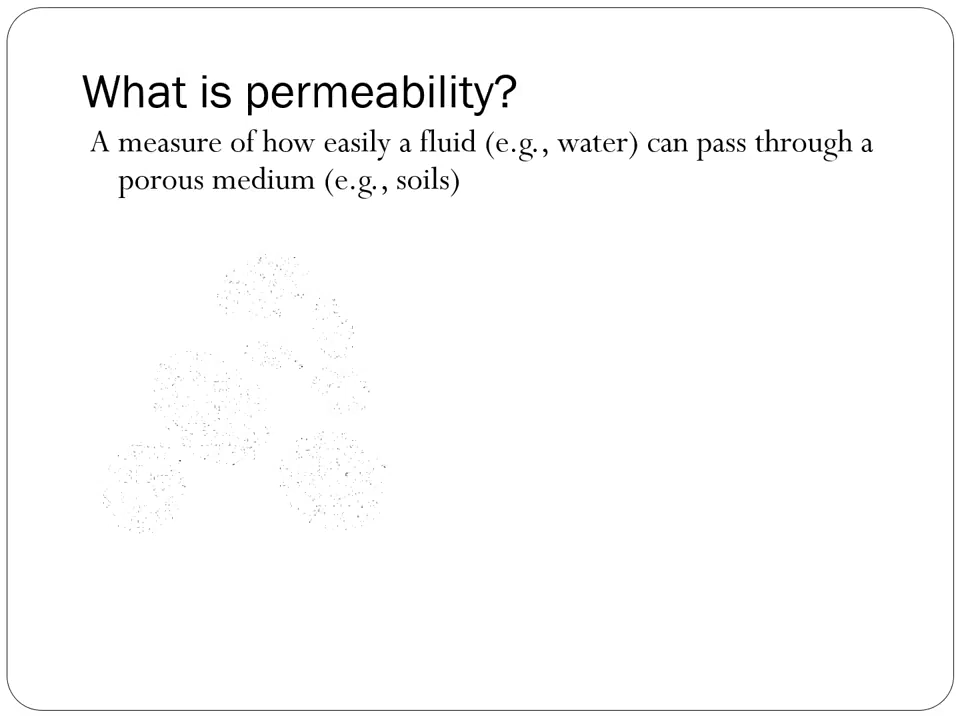 What is permeability?
A measure of how easily a fluid (e.g., water) can pass through a
porous medium (e.g., soils)